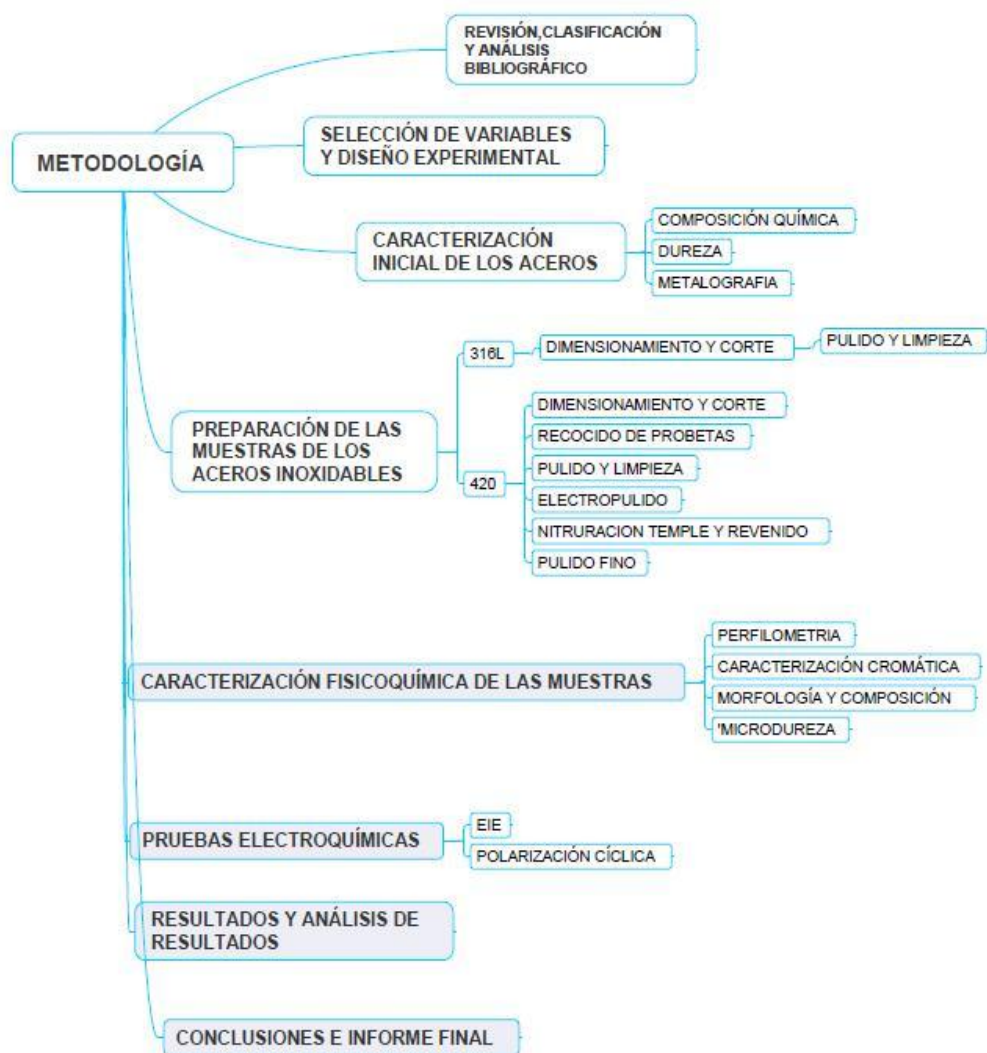 METODOLOGÍA
REVISIÓN,CLASIFICACIÓN
Y ANÁLISIS
BIBLIOGRÁFICO
SELECCIÓN DE VARIABLES
Y DISEÑO EXPERIMENTAL
CARACTERIZACIÓN
INICIAL DE LOS ACEROS
COMPOSICIÓN QUÍMICA
DUREZA
METALOGRAFIA
PREPARACIÓN DE LAS
MUESTRAS DE LOS
ACEROS INOXIDABLES
316L
DIMENSIONAMIENTO Y CORTE
PULIDO Y LIMPIEZA
420
DIMENSIONAMIENTO Y CORTE
RECOCIDO DE PROBETAS
PULIDO Y LIMPIEZA
ELECTROPULIDO
NITRURACION TEMPLE Y REVENIDO
PULIDO FINO
CARACTERIZACIÓN FISICOQUÍMICA DE LAS MUESTRAS
PERFILOMETRIA
CARACTERIZACIÓN CROMÁTICA
MORFOLOGÍA Y COMPOSICIÓN
'MICRODUREZA
PRUEBAS ELECTROQUÍMICAS
EIE
POLARIZACIÓN CÍCLICA
RESULTADOS Y ANÁLISIS DE
RESULTADOS
CONCLUSIONES E INFORME FINAL